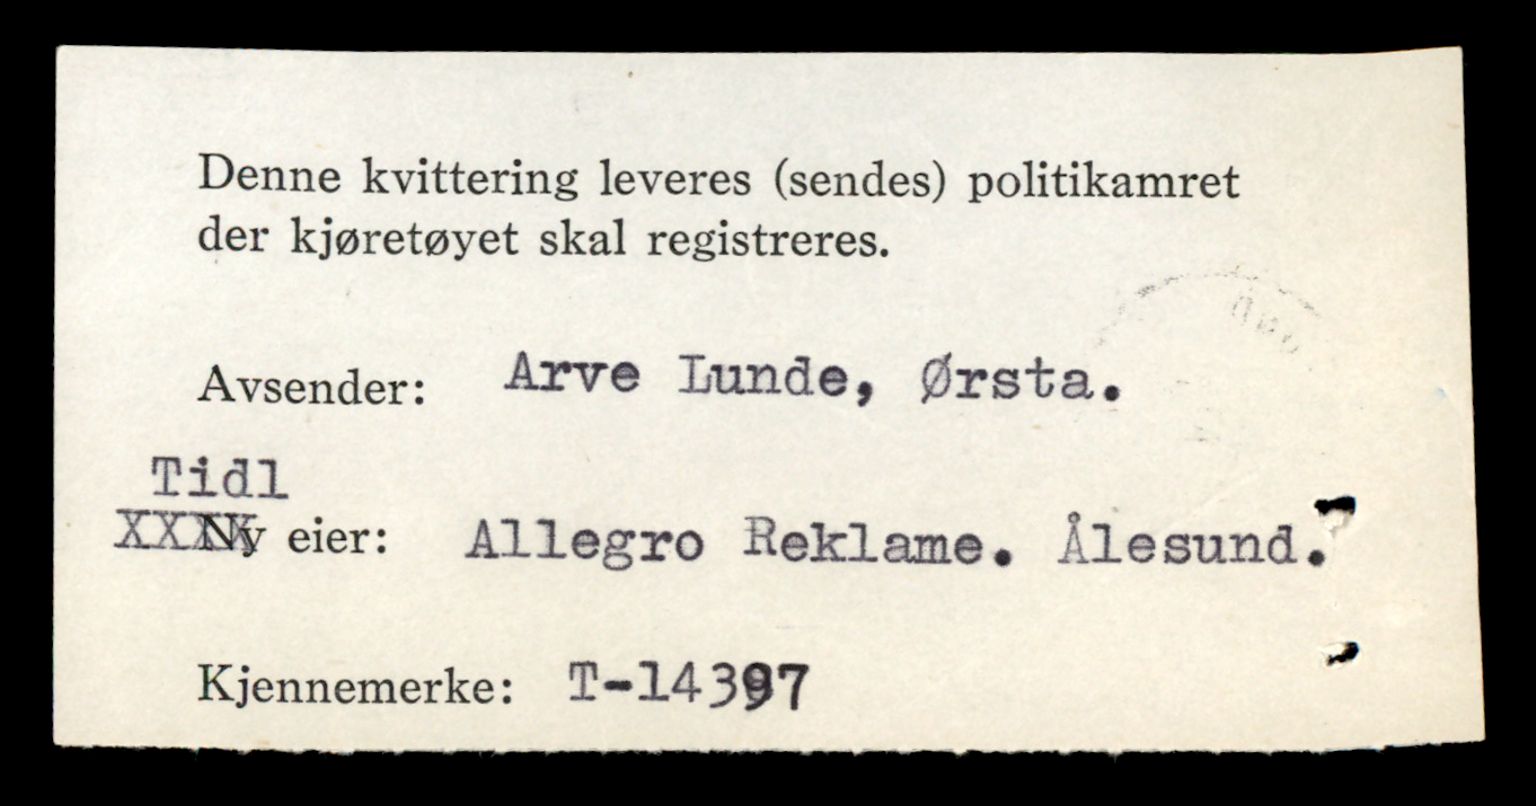 Denne kvittering leveres (sendes) politikamret
der kjøretøyet skal registreres.
Avsender: Arve Lunde, Ørsta.
Tidl
XXXNy eier: Allegro Reklame. Ålesund.
Kjennemerke: T-14397